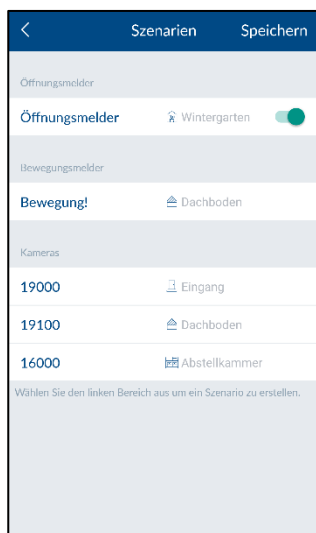 Szenarien Speichern
Öffnungsmelder
Öffnungsmelder Wintergarten
Bewegungsmelder
Bewegung! Dachboden
Kameras
19000 Eingang
19100 Dachboden
16000 Abstellkammer
Wählen Sie den linken Bereich aus um ein Szenario zu erstellen.